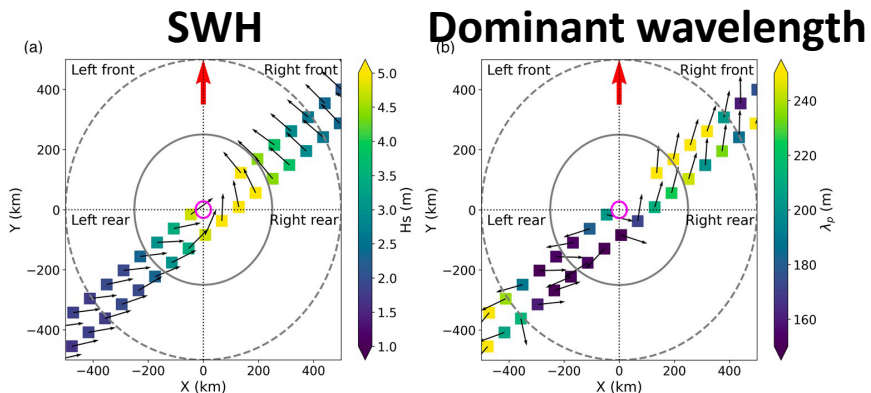 SWH
Dominant wavelength
(a)
Left front
Right front
Left rear
Right rear
400
200
0
−200
−400
Y (km)
−400
−200
0
200
400
X (km)
5.0
4.5
4.0
3.5
3.0
2.5
2.0
1.5
1.0
Hs (m)
(b)
Left front
Right front
Left rear
Right rear
400
200
0
−200
−400
Y (km)
−400
−200
0
200
400
X (km)
240
220
200
180
160
λp (m)